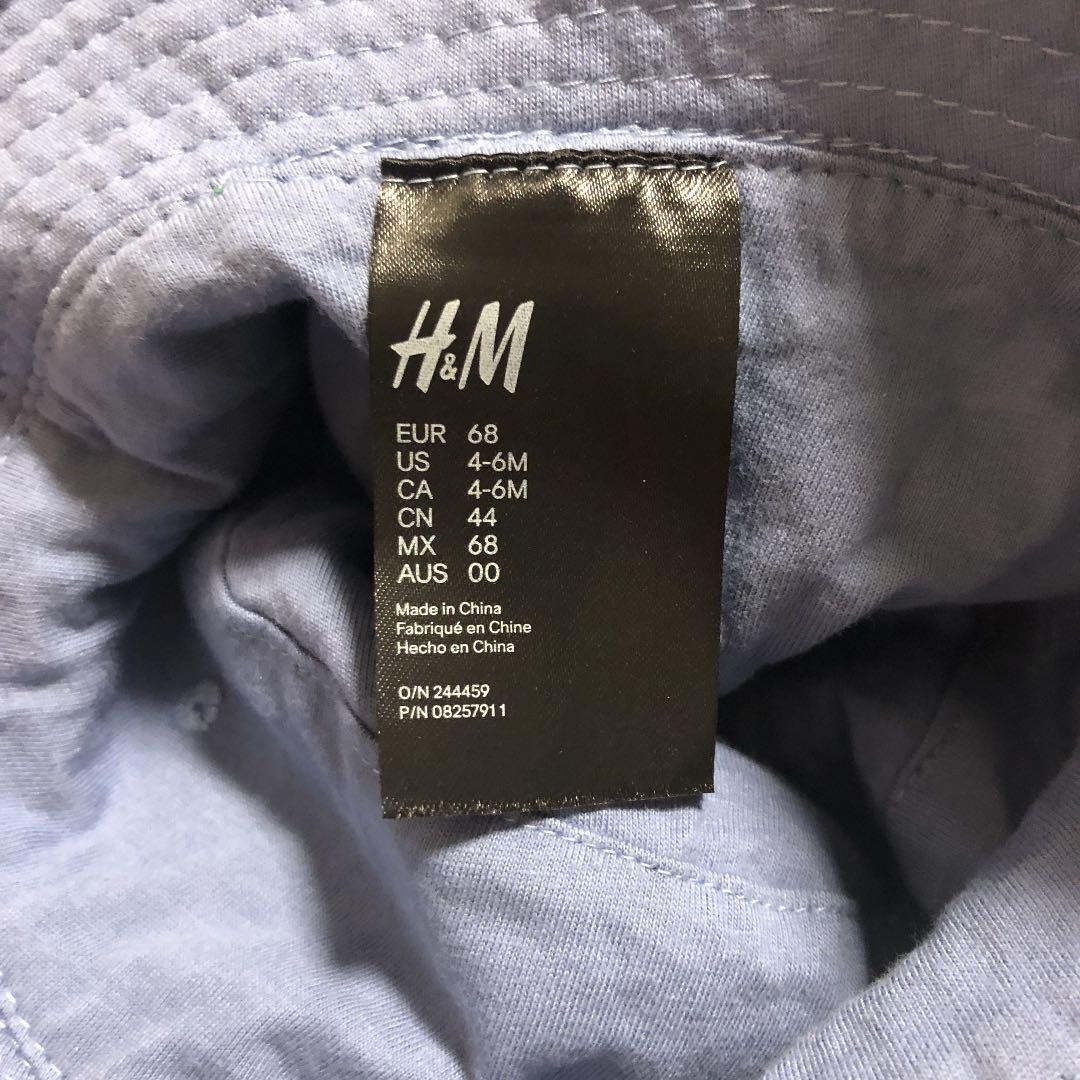 H&M
EUR 68
US 4-6M
CA 4-6M
CN 44
MX 68
AUS 00
Made in China
Fabriqué en Chine
Hecho en China
O/N 244459
P/N 08257911